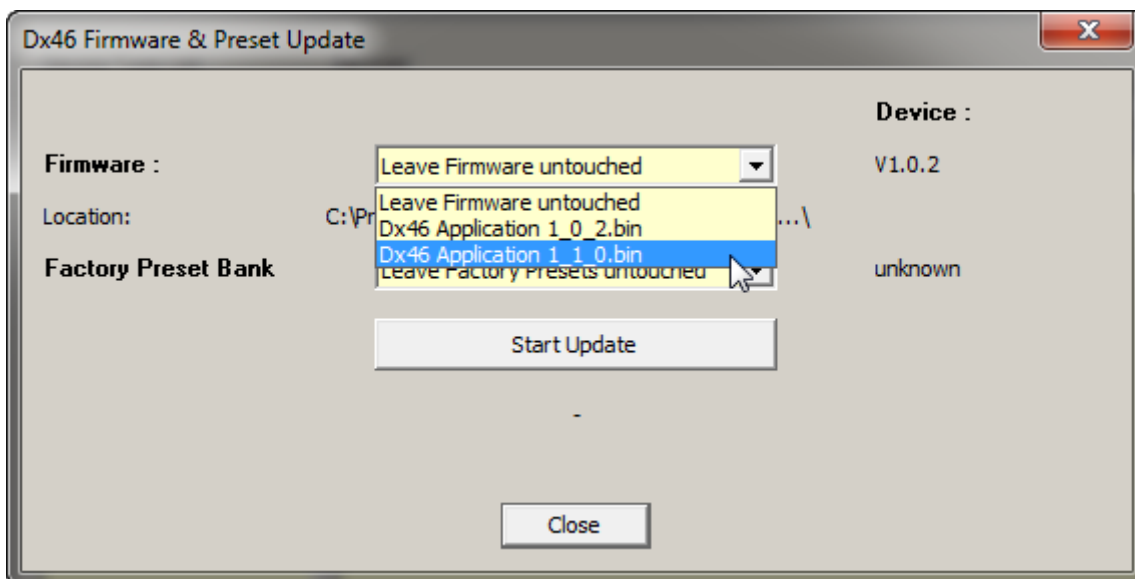 Dx46 Firmware & Preset Update
Device :
Firmware : Leave Firmware untouched V1.0.2
Leave Firmware untouched
Location: C:\Pr ...\
Dx46 Application 1_0_2.bin
Dx46 Application 1_1_0.bin
Factory Preset Bank Leave Factory Presets untouched unknown
Start Update
-
Close